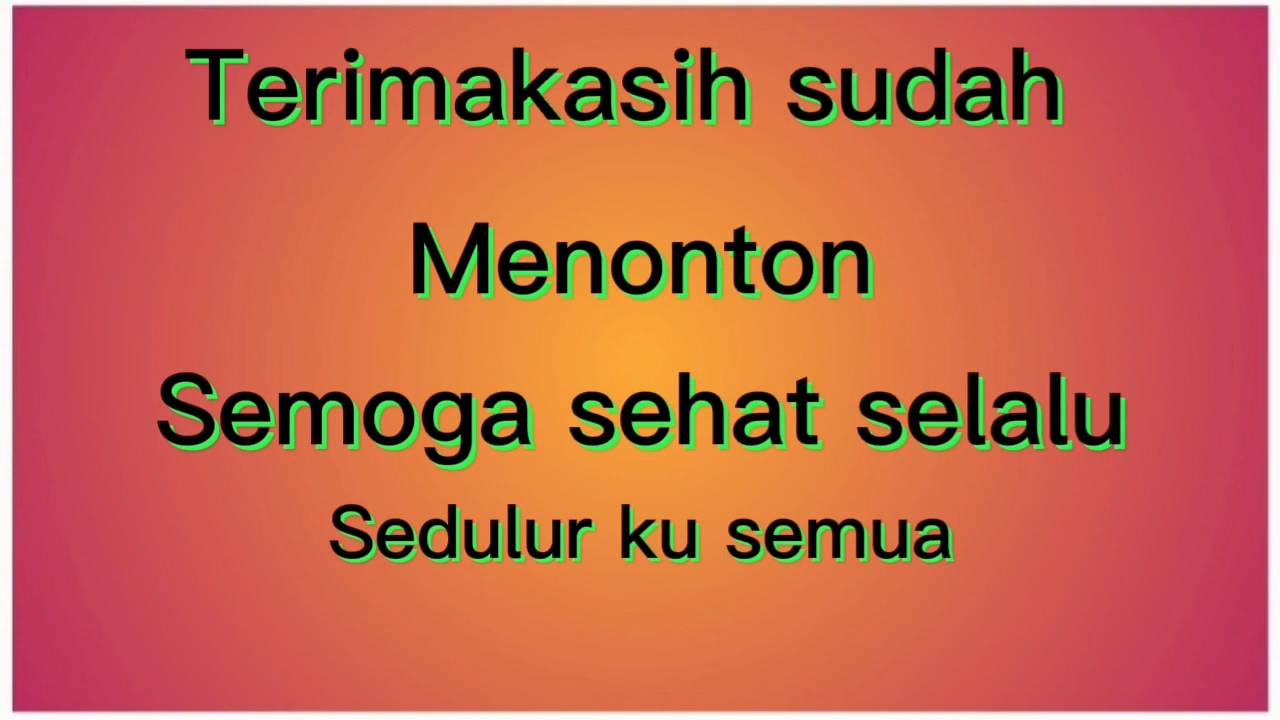 Terimakasih sudah
Menonton
Semoga sehat selalu
Sedulur ku semua